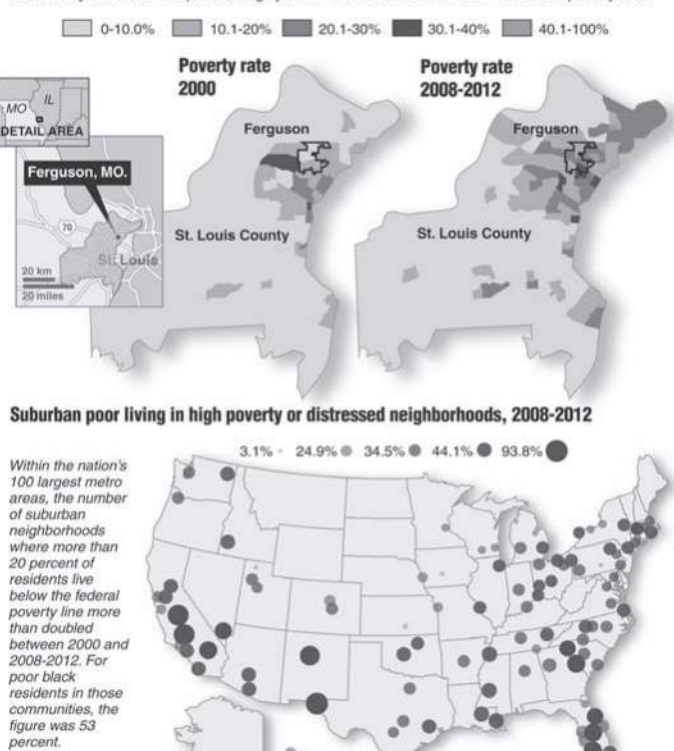 0-10.0% 10.1-20% 20.1-30% 30.1-40% 40.1-100%
Poverty rate
2000
Poverty rate
2008-2012
MO IL
DETAIL AREA
Ferguson
Ferguson
Ferguson, MO.
70
St. Louis
St. Louis County
St. Louis County
20 km
20 miles
Suburban poor living in high poverty or distressed neighborhoods, 2008-2012
3.1% 24.9% 34.5% 44.1% 93.8%
Within the nation's
100 largest metro
areas, the number
of suburban
neighborhoods
where more than
20 percent of
residents live
below the federal
poverty line more
than doubled
between 2000 and
2008-2012. For
poor black
residents in those
communities, the
figure was 53
percent.